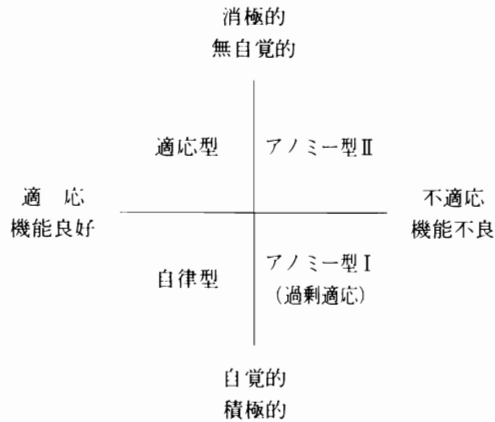 消極的
無自覚的
適応型
アノミー型Ⅱ
適 応
機能良好
不適応
機能不良
自律型
アノミー型Ⅰ
(過剰適応)
自覚的
積極的